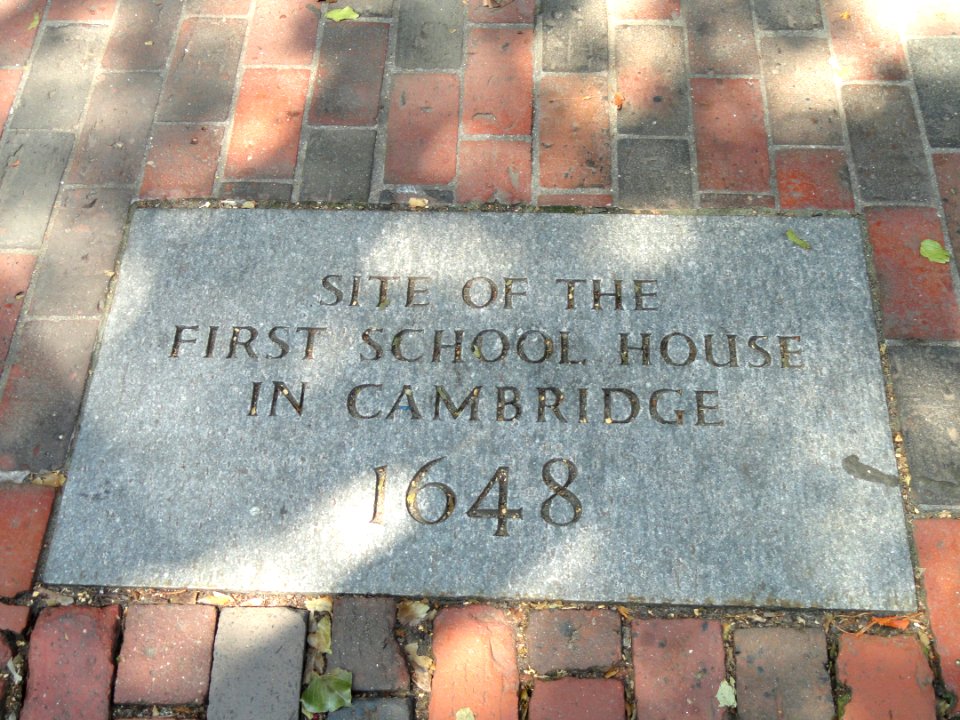 SITE OF THE
FIRST SCHOOL HOUSE
IN CAMBRIDGE
1648